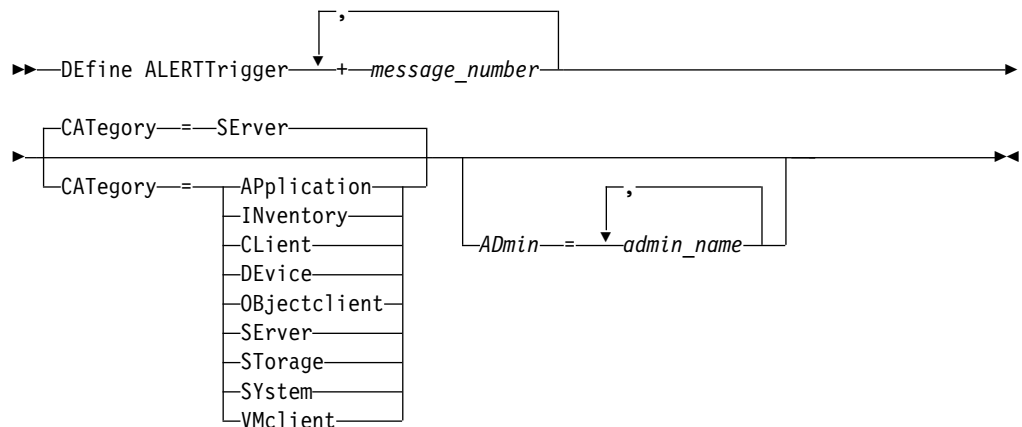 ,
DEfine ALERTTrigger + message_number
CATegory = SErver
CATegory = APplication
INventory
CLient
DEvice
OBjectclient
SErver
STorage
SYstem
VMclient
,
ADmin = admin_name